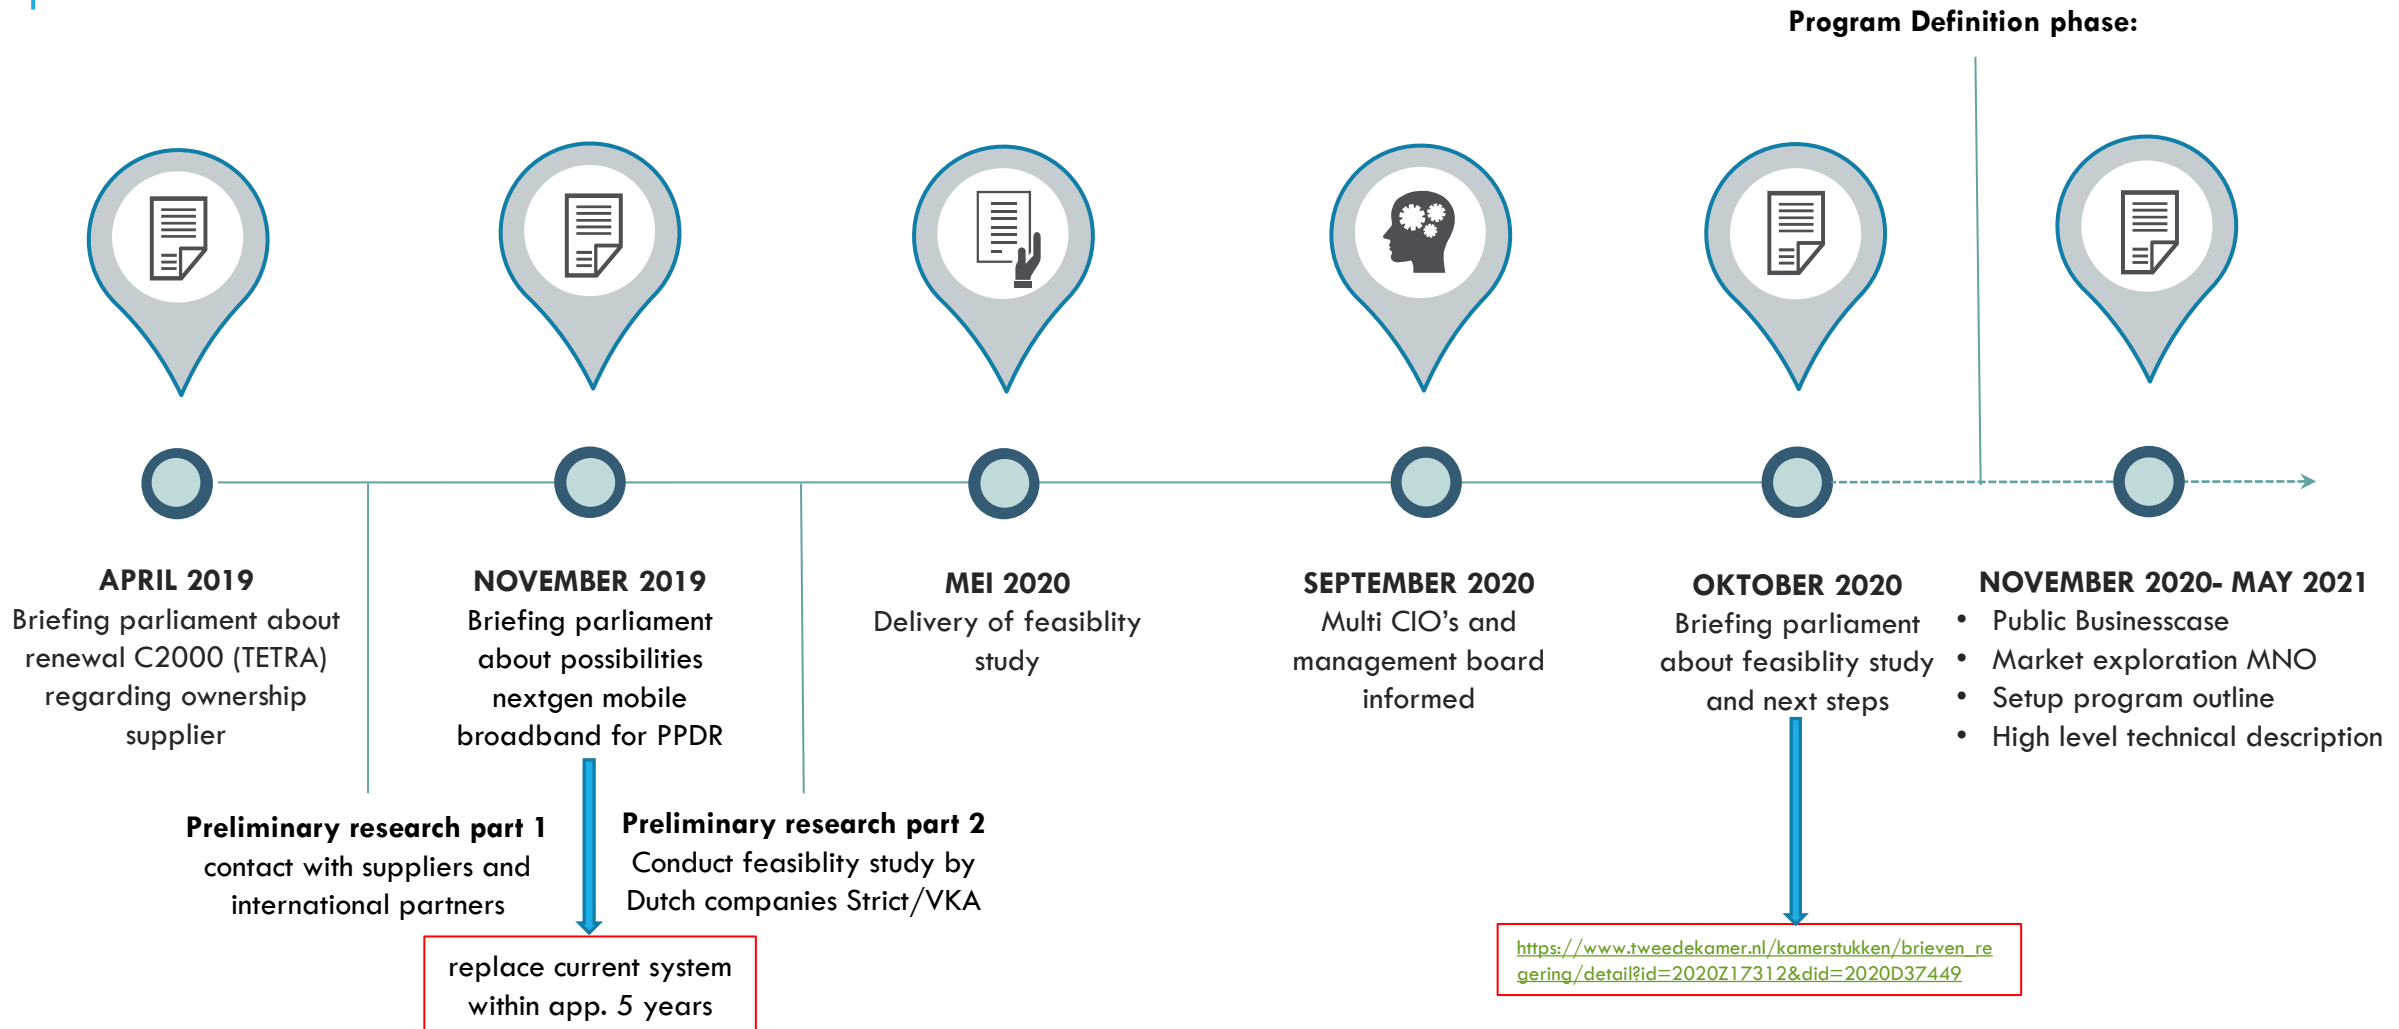 Program Definition phase:
APRIL 2019
Briefing parliament about
renewal C2000 (TETRA)
regarding ownership
supplier
NOVEMBER 2019
Briefing parliament
about possibilities
nextgen mobile
broadband for PPDR
MEI 2020
Delivery of feasiblity
study
SEPTEMBER 2020
Multi CIO’s and
management board
informed
OKTOBER 2020
Briefing parliament
about feasiblity study
and next steps
NOVEMBER 2020- MAY 2021
• Public Businesscase
• Market exploration MNO
• Setup program outline
• High level technical description
Preliminary research part 1
contact with suppliers and
international partners
Preliminary research part 2
Conduct feasiblity study by
Dutch companies Strict/VKA
replace current system
within app. 5 years
https://www.tweedekamer.nl/kamerstukken/brieven_re
gering/detail?id=2020Z17312&did=2020D37449